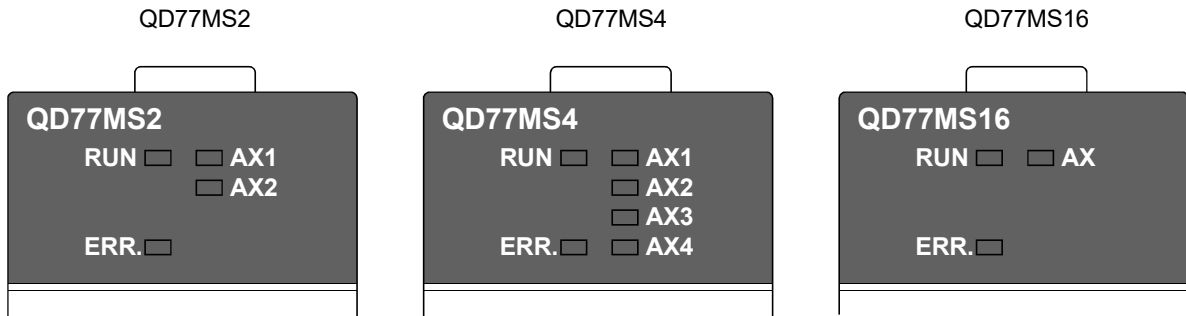 QD77MS2
QD77MS4
QD77MS16
QD77MS2
RUN AX1
AX2
ERR.
QD77MS4
RUN AX1
AX2
AX3
ERR. AX4
QD77MS16
RUN AX
ERR.